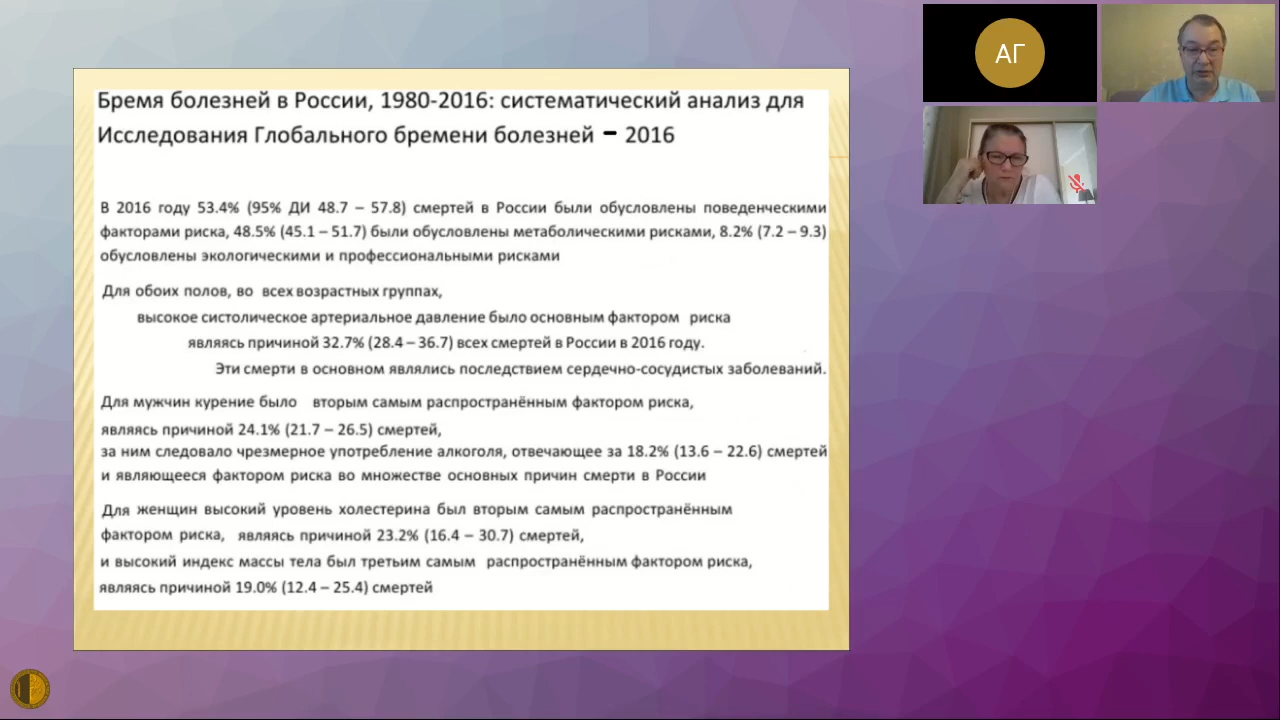 Бремя болезней в России, 1980-2016: систематический анализ для
Исследования Глобального бремени болезней – 2016
В 2016 году 53.4% (95% ДИ 48.7 – 57.8) смертей в России были обусловлены поведенческими
факторами риска, 48.5% (45.1 – 51.7) были обусловлены метаболическими рисками, 8.2% (7.2 – 9.3)
обусловлены экологическими и профессиональными рисками
Для обоих полов, во всех возрастных группах,
высокое систолическое артериальное давление было основным фактором риска
являясь причиной 32.7% (28.4 – 36.7) всех смертей в России в 2016 году.
Эти смерти в основном являлись последствием сердечно-сосудистых заболеваний.
Для мужчин курение было вторым самым распространённым фактором риска,
являясь причиной 24.1% (21.7 – 26.5) смертей,
за ним следовало чрезмерное употребление алкоголя, отвечающее за 18.2% (13.6 – 22.6) смертей
и являющееся фактором риска во множестве основных причин смерти в России
Для женщин высокий уровень холестерина был вторым самым распространённым
фактором риска, являясь причиной 23.2% (16.4 – 30.7) смертей,
и высокий индекс массы тела был третьим самым распространённым фактором риска,
являясь причиной 19.0% (12.4 – 25.4) смертей
АГ